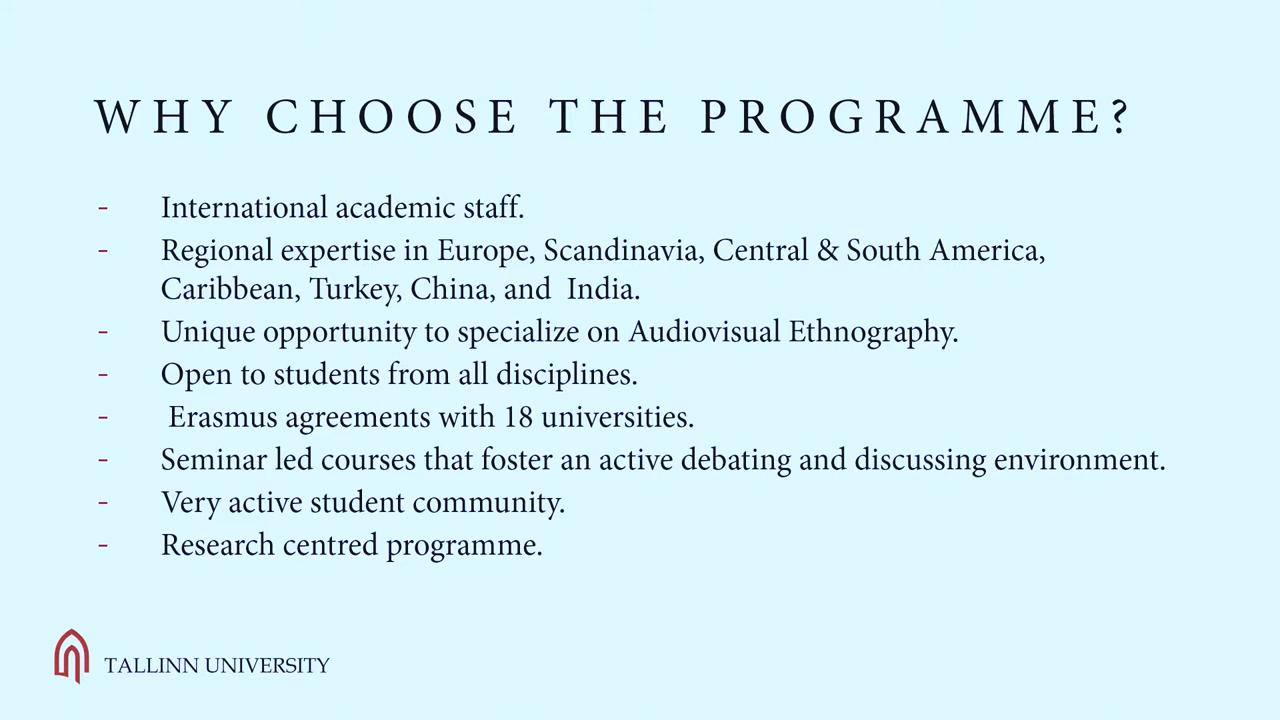 WHY CHOOSE THE PROGRAMME?
- International academic staff.
- Regional expertise in Europe, Scandinavia, Central & South America,
Caribbean, Turkey, China, and  India.
- Unique opportunity to specialize on Audiovisual Ethnography.
- Open to students from all disciplines.
-  Erasmus agreements with 18 universities.
- Seminar led courses that foster an active debating and discussing environment.
- Very active student community.
- Research centred programme.
TALLINN UNIVERSITY